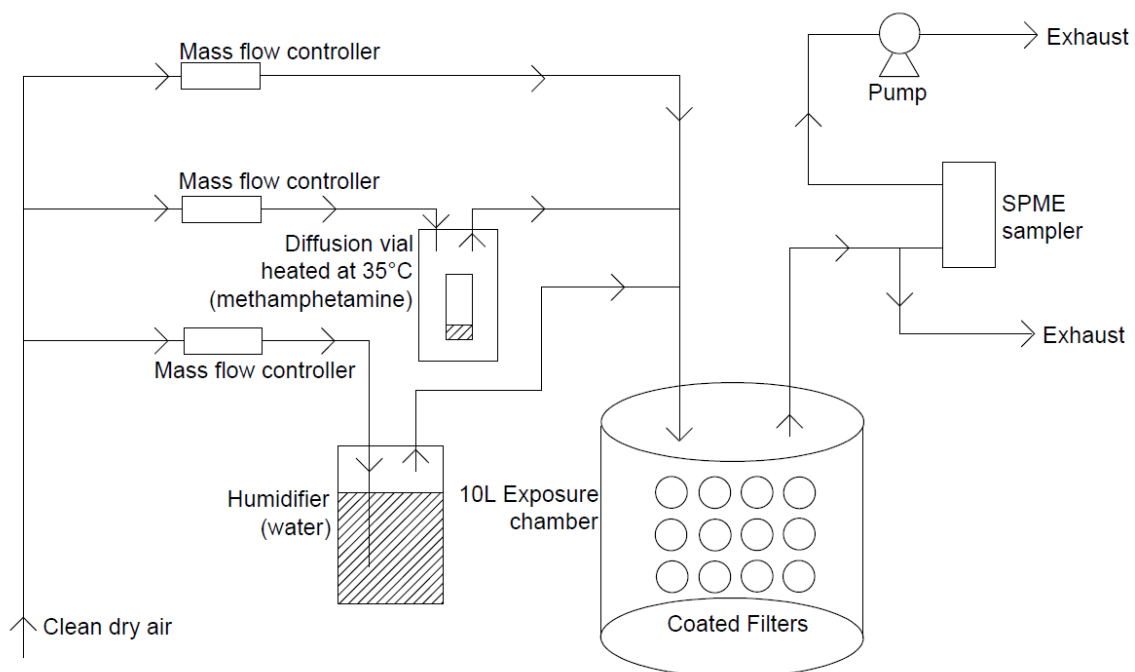 Mass flow controller
Exhaust
Pump
Mass flow controller
SPME
sampler
Diffusion vial
heated at 35°C
(methamphetamine)
Exhaust
Mass flow controller
Humidifier
(water)
10L Exposure
chamber
Coated Filters
Clean dry air